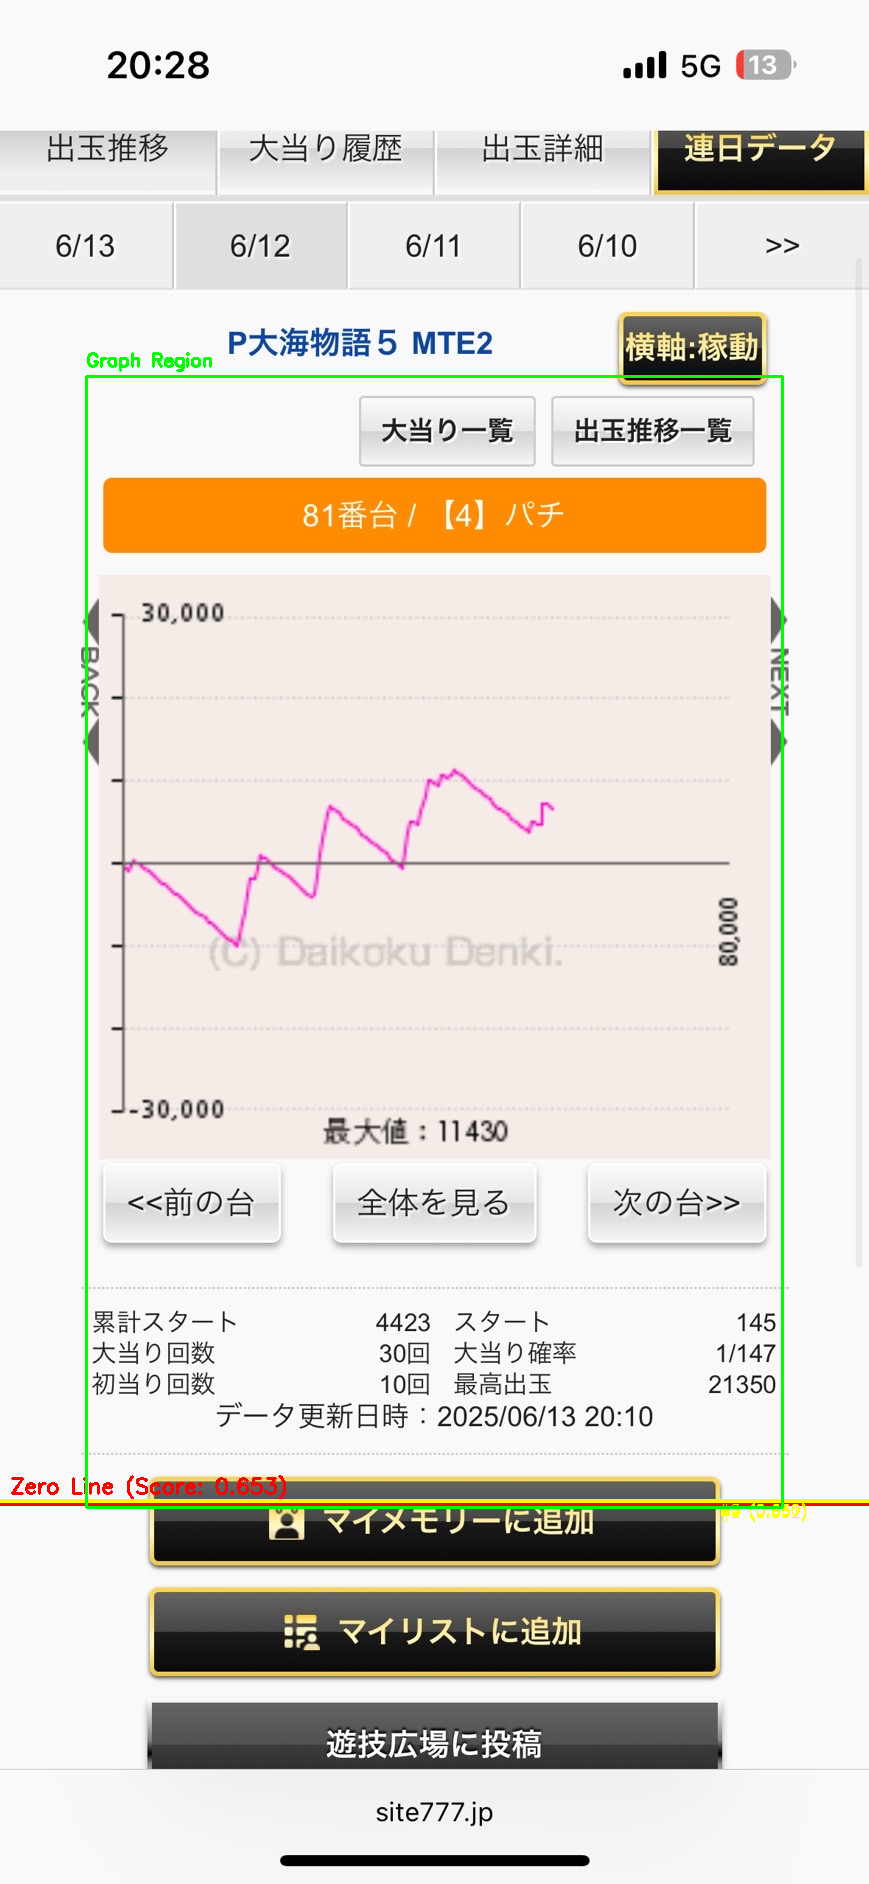 20:28
5G
13
出玉推移
大当り履歴
出玉詳細
連日データ
6/13
6/12
6/11
6/10
>>
P大海物語5 MTE2
横軸:稼動
Graph Region
大当り一覧
出玉推移一覧
81番台 / 【4】パチ
30,000
BACK
NEXT
80,000
(C) Daikoku Denki.
-30,000
最大値：11430
<<前の台
全体を見る
次の台>>
累計スタート 4423 スタート 145
大当り回数 30回 大当り確率 1/147
初当り回数 10回 最高出玉 21350
データ更新日時：2025/06/13 20:10
Zero Line (Score: 0.653)
マイメモリーに追加
マイリストに追加
遊技広場に投稿
site777.jp